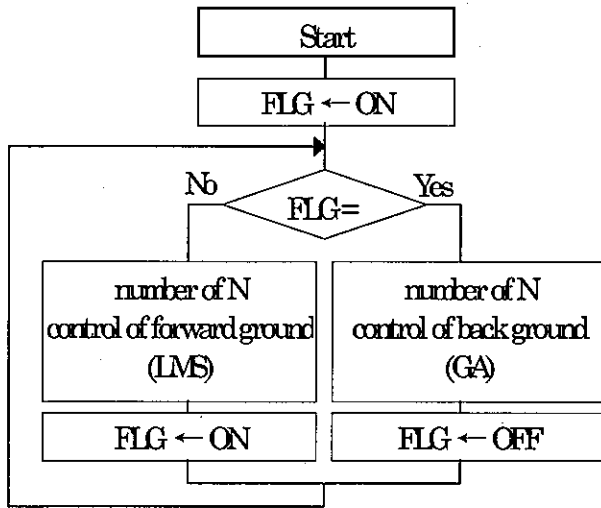 Start
FLG ← ON
No
Yes
FLG=
number of N
control of forward ground
(LMS)
number of N
control of back ground
(GA)
FLG ← ON
FLG ← OFF